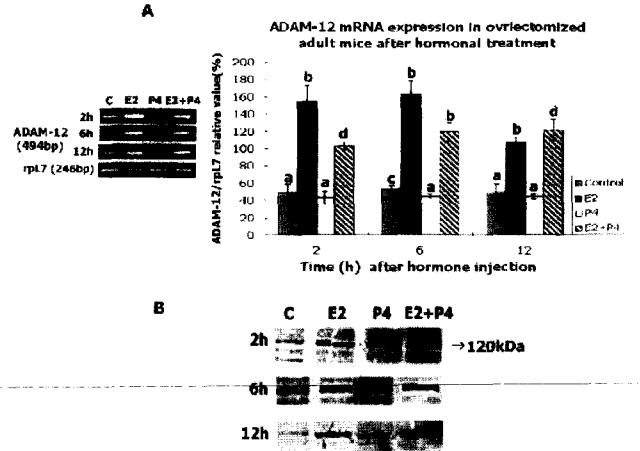 A
ADAM-12 mRNA expression in ovriectomized
adult mice after hormonal treatment
C E2 P4 E2+P4
2h
ADAM-12 6h
(494bp)
12h
rpL7 (246bp)
ADAM-12/rpL7 relative value(%)
200
180
160
140
120
100
80
60
40
20
0
a b a d
c b a b
a b a d
2 6 12
Time (h) after hormone injection
Control
E2
P4
E2+P4
B
C E2 P4 E2+P4
2h →120kDa
6h
12h